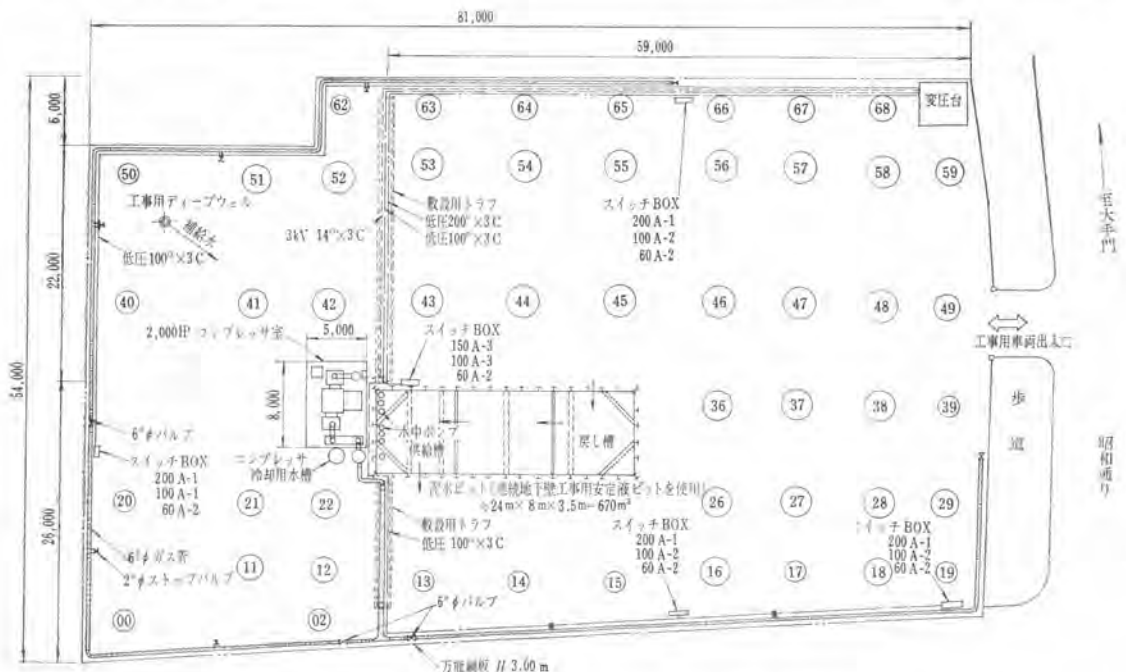 81,000
59,000
6,000
62
63
64
65
66
67
68
変圧台
50
51
52
53
54
55
56
57
58
59
工事用ディープウェル
補給水
低圧100□×3C
3kV 14□×3C
敷設用トラフ
低圧200□×3C
低圧100□×3C
スイッチBOX
200A-1
100A-2
60A-2
至大手門
22,000
54,000
40
41
42
43
44
45
46
47
48
49
2,000HP コンプレッサ室
5,000
8,000
スイッチBOX
150A-3
100A-3
60A-2
工事用車両出入口
36
37
38
39
歩道
昭和通り
水中ポンプ
供給槽
戻し槽
6"φバルブ
スイッチBOX
200A-1
100A-1
60A-2
コンプレッサ
冷却用水槽
ピット(連続地下壁工事用安定液ピットを使用)
≒24m×8m×3.5m=670m³
20
21
22
26
27
28
29
26,000
敷設用トラフ
低圧 100□×3C
スイッチBOX
200A-1
100A-2
60A-2
スイッチBOX
200A-1
100A-2
60A-2
6"φガス管
2"φストップバルブ
11
12
13
14
15
16
17
18
19
00
02
6"φバルブ
万能鋼板 H 3.00m